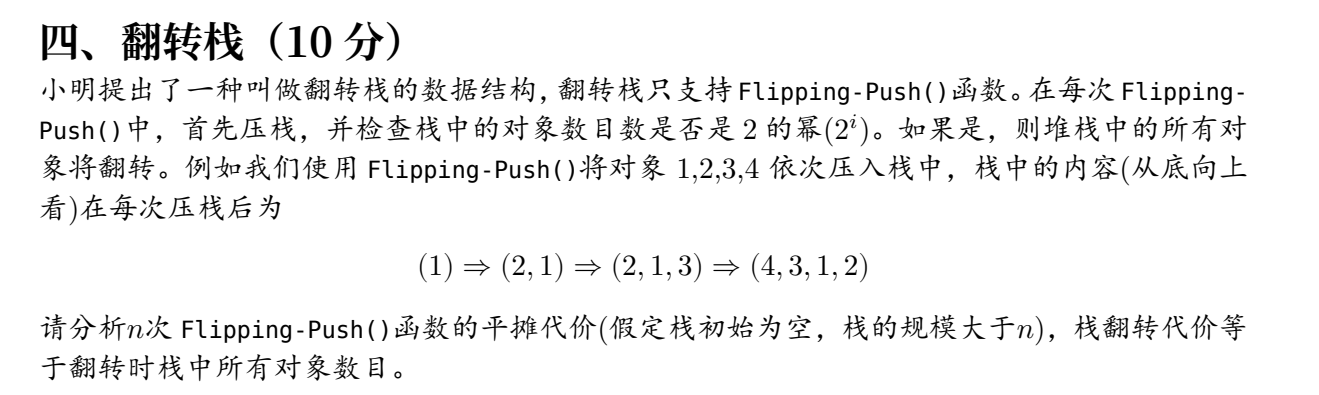 四、翻转栈（10 分）
小明提出了一种叫做翻转栈的数据结构，翻转栈只支持 Flipping-Push()函数。在每次 Flipping-
Push()中，首先压栈，并检查栈中的对象数目数是否是 2 的幂(2^i)。如果是，则堆栈中的所有对
象将翻转。例如我们使用 Flipping-Push()将对象 1,2,3,4 依次压入栈中，栈中的内容(从底向上
看)在每次压栈后为
(1) ⇒ (2, 1) ⇒ (2, 1, 3) ⇒ (4, 3, 1, 2)
请分析n次 Flipping-Push()函数的平摊代价(假定栈初始为空，栈的规模大于n)，栈翻转代价等
于翻转时栈中所有对象数目。